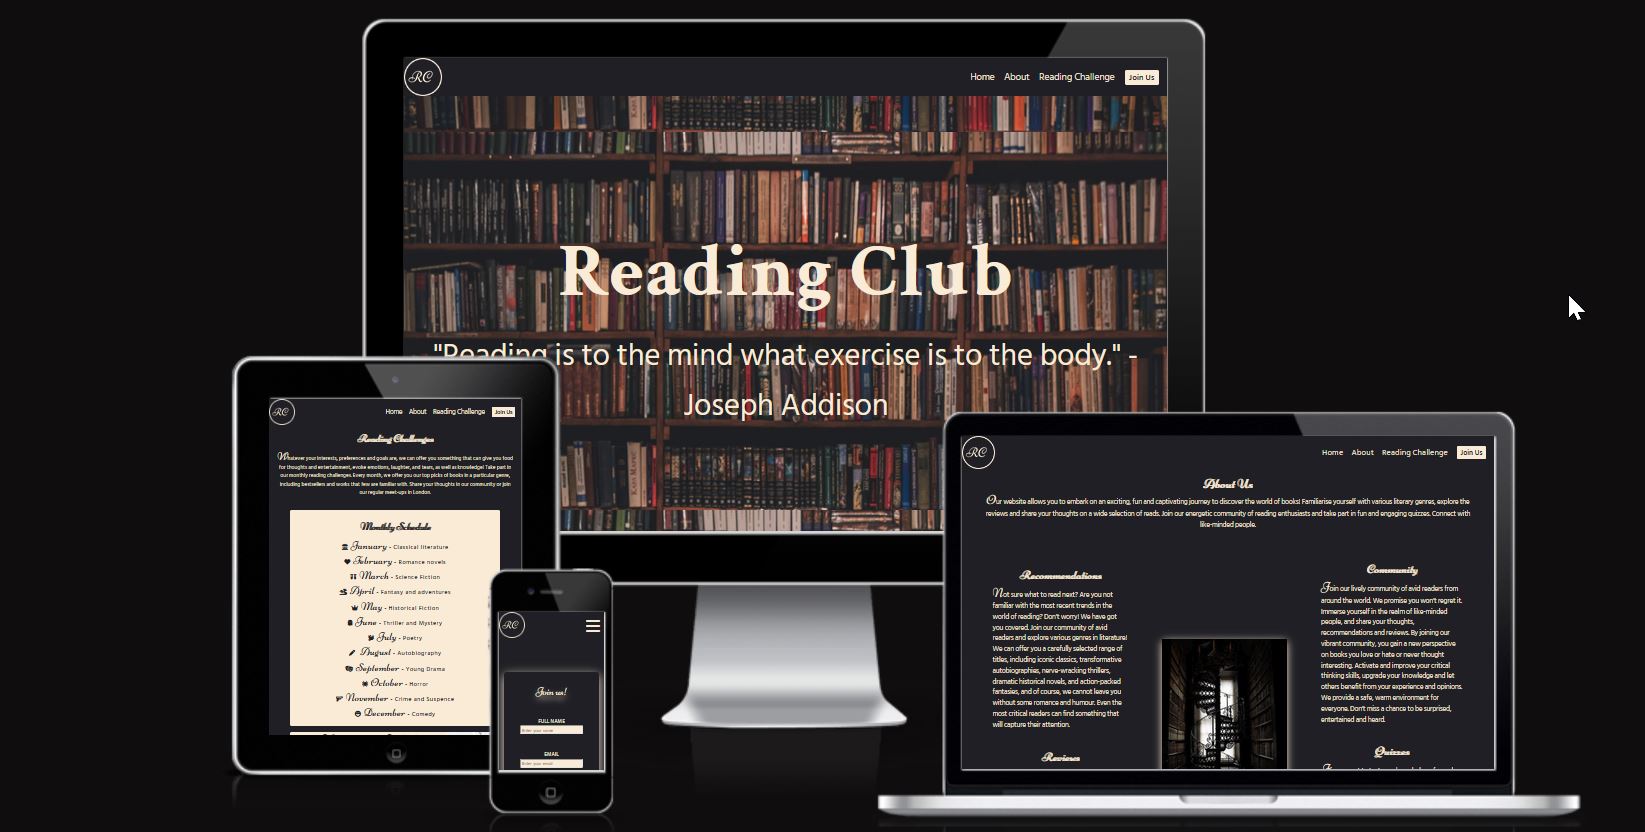 RC
Home About Reading Challenge Join Us
Reading Club
"Reading is to the mind what exercise is to the body." -
Joseph Addison
RC
Home About Reading Challenge Join Us
Reading Challenges
Whatever your interests, preferences and goals are, we can offer you something that can give you food
for thoughts and entertainment, evoke emotions, laughter, and tears, as well as knowledge! Take part in
our monthly reading challenges. Every month, we offer you our top picks of books in a particular genre,
including bestsellers and works that few are familiar with. Share your thoughts in our community or join
our regular meet-ups in London.
Monthly Schedule
January - Classical literature
February - Romance novels
March - Science Fiction
April - Fantasy and adventures
May - Historical Fiction
June - Thriller and Mystery
July - Poetry
August - Autobiography
September - Young Drama
October - Horror
November - Crime and Suspence
December - Comedy
RC
Join us!
FULL NAME
Enter your name
EMAIL
Enter your email
RC
Home About Reading Challenge Join Us
About Us
Our website allows you to embark on an exciting, fun and captivating journey to discover the world of books! Familiarise yourself with various literary genres, explore the
reviews and share your thoughts on a wide selection of reads. Join our energetic community of reading enthusiasts and take part in fun and engaging quizzes. Connect with
like-minded people.
Recommendations
Not sure what to read next? Are you not
familiar with the most recent trends in the
world of reading? Don't worry! We have got
you covered. Join our community of avid
readers and explore various genres in literature!
We can offer you a carefully selected range of
titles, including iconic classics, transformative
autobiographies, nerve-wracking thrillers,
dramatic historical novels, and action-packed
fantasies, and of course, we cannot leave you
without some romance and humour. Even the
most critical readers can find something that
will capture their attention.
Reviews
Community
Join our lively community of avid readers from
around the world. We promise you won't regret it.
Immerse yourself in the realm of like-minded
people, and share your thoughts,
recommendations and reviews. By joining our
vibrant community, you gain a new perspective
on books you love or hate or never thought
interesting. Activate and improve your critical
thinking skills, upgrade your knowledge and let
others benefit from your experience and opinions.
We provide a safe, warm environment for
everyone. Don't miss a chance to be surprised,
entertained and heard.
Quizzes